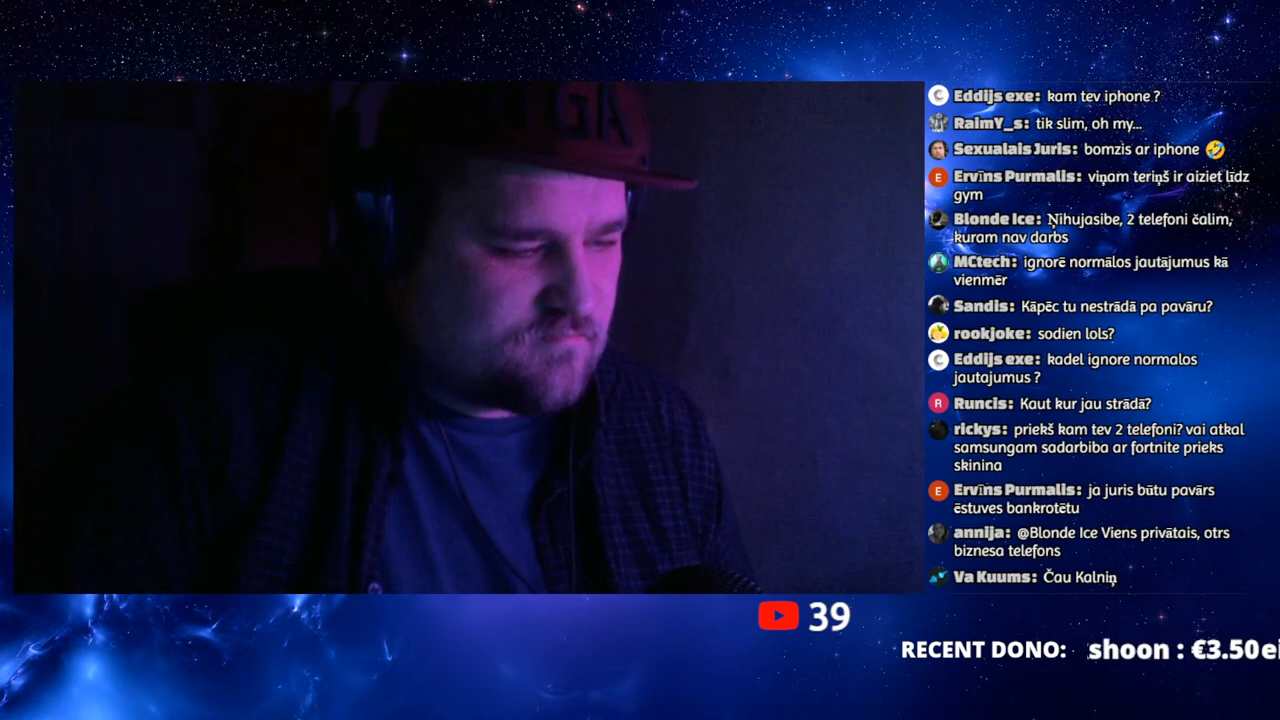 Eddijs exe: kam tev iphone ?
RaimY_s: tik slim, oh my...
Sexualais Juris: bomzis ar iphone 🤣
E Ervīns Purmalis: viņam teriņš ir aiziet līdz
gym
Blonde Ice: Ņihujasibe, 2 telefoni čalim,
kuram nav darbs
MCtech: ignorē normālos jautājumus kā
vienmēr
Sandis: Kāpēc tu nestrādā pa pavāru?
rookjoke: sodien lols?
Eddijs exe: kadel ignore normalos
jautajumus ?
R Runcis: Kaut kur jau strādā?
rickys: priekš kam tev 2 telefoni? vai atkal
samsungam sadarbiba ar fortnite prieks
skinina
E Ervīns Purmalis: ja juris būtu pavārs
ēstuves bankrotētu
annija: @Blonde Ice Viens privātais, otrs
biznesa telefons
Va Kuums: Čau Kalniņ
39
RECENT DONO: shoon : €3.50ei